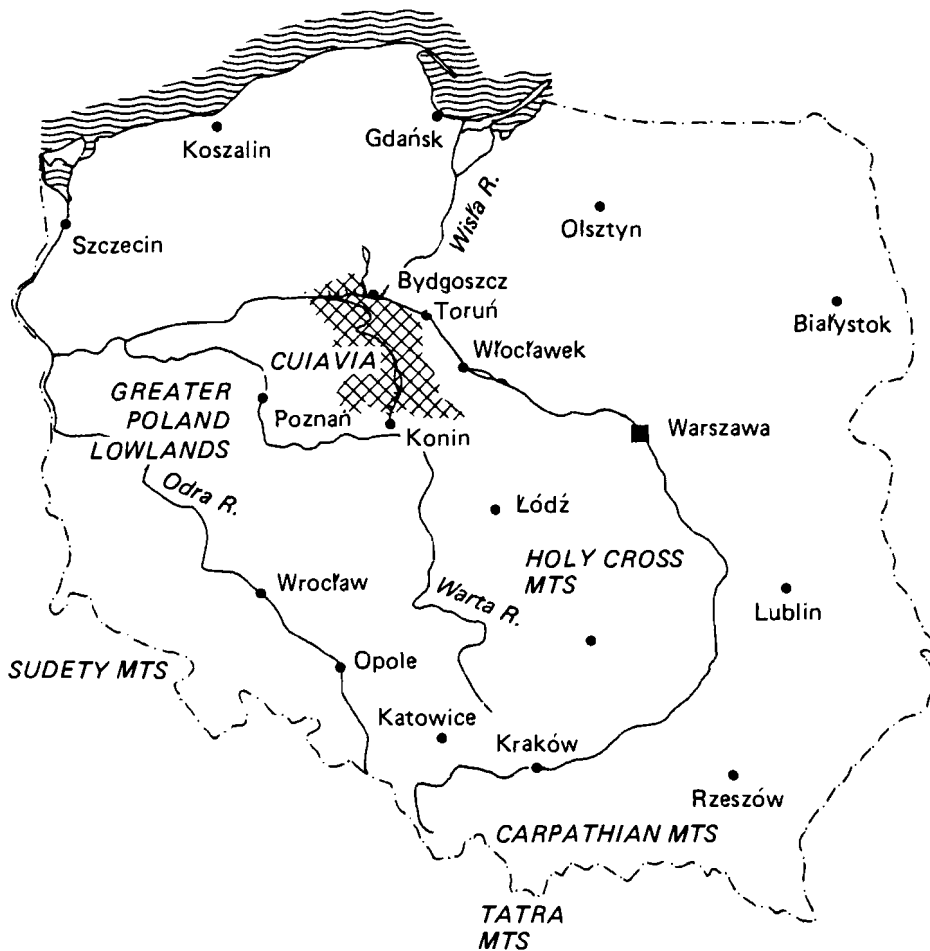 Koszalin
Gdańsk
Wisła R.
Olsztyn
Szczecin
Bydgoszcz
Toruń
Białystok
Włocławek
CUIAVIA
GREATER
POLAND
LOWLANDS
Poznań
Konin
Warszawa
Odra R.
Łódź
HOLY CROSS
MTS
Wrocław
Warta R.
Lublin
SUDETY MTS
Opole
Katowice
Kraków
Rzeszów
CARPATHIAN MTS
TATRA
MTS